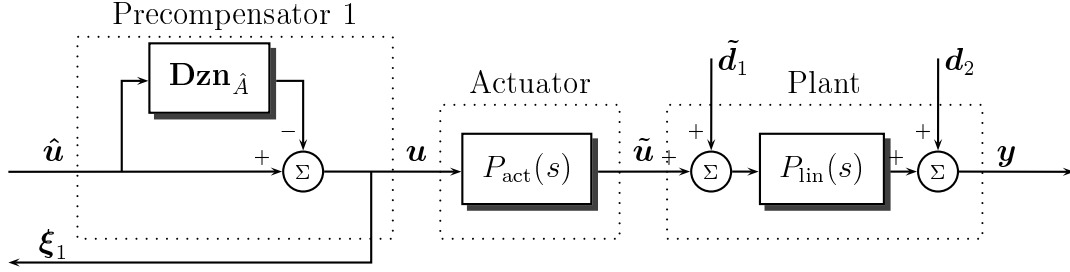 Precompensator 1
Dzn_Â
û
−
+
Σ
u
ξ₁
Actuator
P_act(s)
ũ
Plant
d̃₁
+
+
Σ
P_lin(s)
d₂
+
+
Σ
y